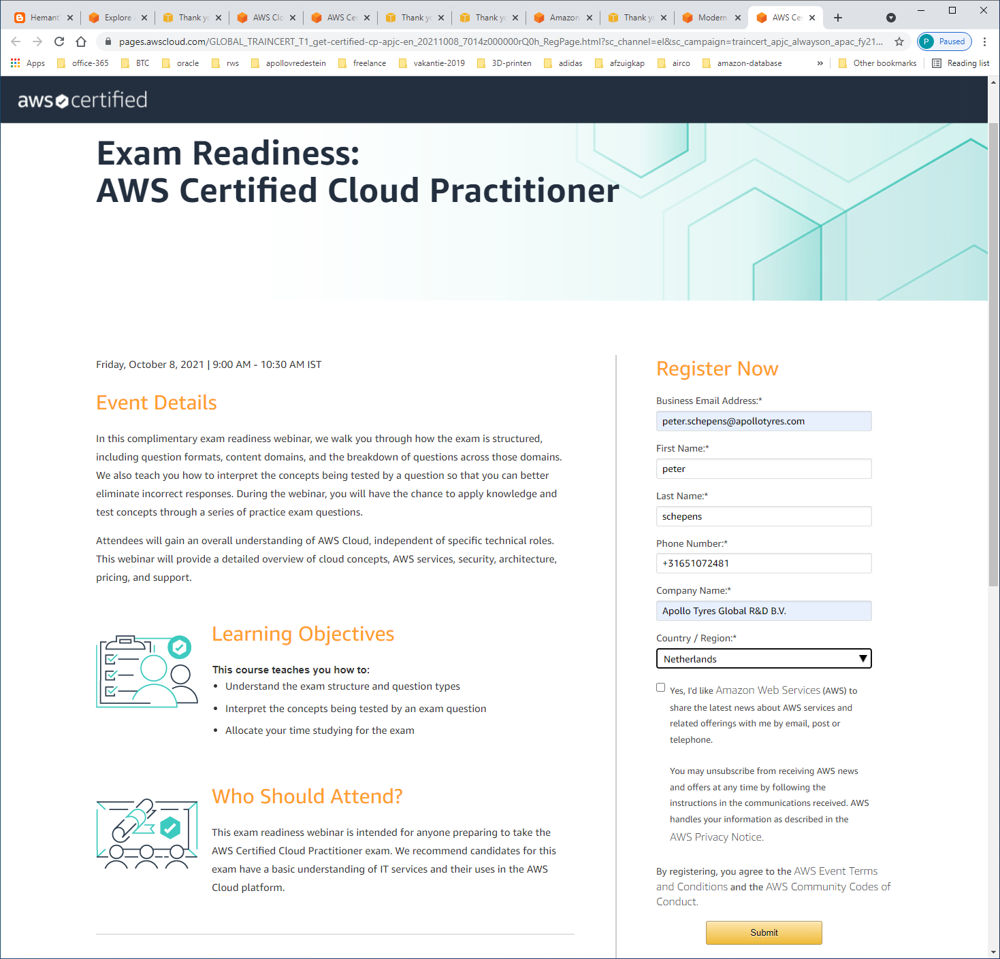 Hemant'
Explore
Thank yo
AWS Clo
AWS Cer
Thank yo
Thank yo
Amazon
Thank yo
Modern
AWS Cer
pages.awscloud.com/GLOBAL_TRAINCERT_T1_get-certified-cp-apjc-en_20211008_7014z000000rQ0h_RegPage.html?sc_channel=el&sc_campaign=traincert_apjc_alwayson_apac_fy21...
P Paused
Apps office-365 BTC oracle rws apollovredestein freelance vakantie-2019 3D-printen adidas afzuigkap airco amazon-database » Other bookmarks Reading list
aws certified
Exam Readiness:
AWS Certified Cloud Practitioner
Friday, October 8, 2021 | 9:00 AM - 10:30 AM IST
Event Details
In this complimentary exam readiness webinar, we walk you through how the exam is structured,
including question formats, content domains, and the breakdown of questions across those domains.
We also teach you how to interpret the concepts being tested by a question so that you can better
eliminate incorrect responses. During the webinar, you will have the chance to apply knowledge and
test concepts through a series of practice exam questions.
Attendees will gain an overall understanding of AWS Cloud, independent of specific technical roles.
This webinar will provide a detailed overview of cloud concepts, AWS services, security, architecture,
pricing, and support.
Learning Objectives
This course teaches you how to:
• Understand the exam structure and question types
• Interpret the concepts being tested by an exam question
• Allocate your time studying for the exam
Who Should Attend?
This exam readiness webinar is intended for anyone preparing to take the
AWS Certified Cloud Practitioner exam. We recommend candidates for this
exam have a basic understanding of IT services and their uses in the AWS
Cloud platform.
Register Now
Business Email Address:*
peter.schepens@apollotyres.com
First Name:*
peter
Last Name:*
schepens
Phone Number:*
+31651072481
Company Name:*
Apollo Tyres Global R&D B.V.
Country / Region:*
Netherlands
Yes, I'd like Amazon Web Services (AWS) to
share the latest news about AWS services and
related offerings with me by email, post or
telephone.
You may unsubscribe from receiving AWS news
and offers at any time by following the
instructions in the communications received. AWS
handles your information as described in the
AWS Privacy Notice.
By registering, you agree to the AWS Event Terms
and Conditions and the AWS Community Codes of
Conduct.
Submit